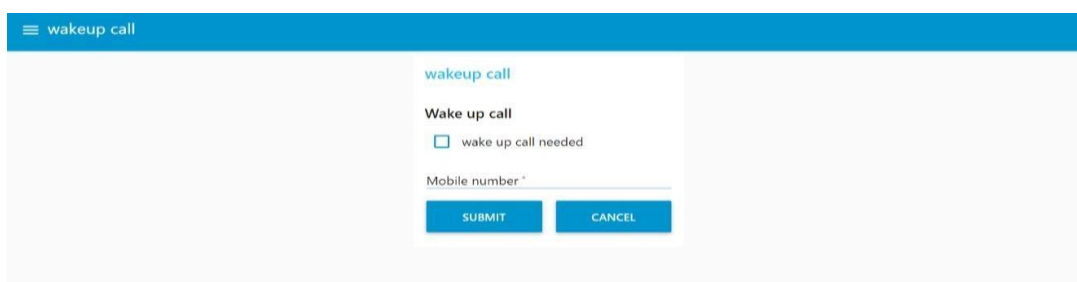 wakeup call
wakeup call
Wake up call
wake up call needed
Mobile number *
SUBMIT CANCEL